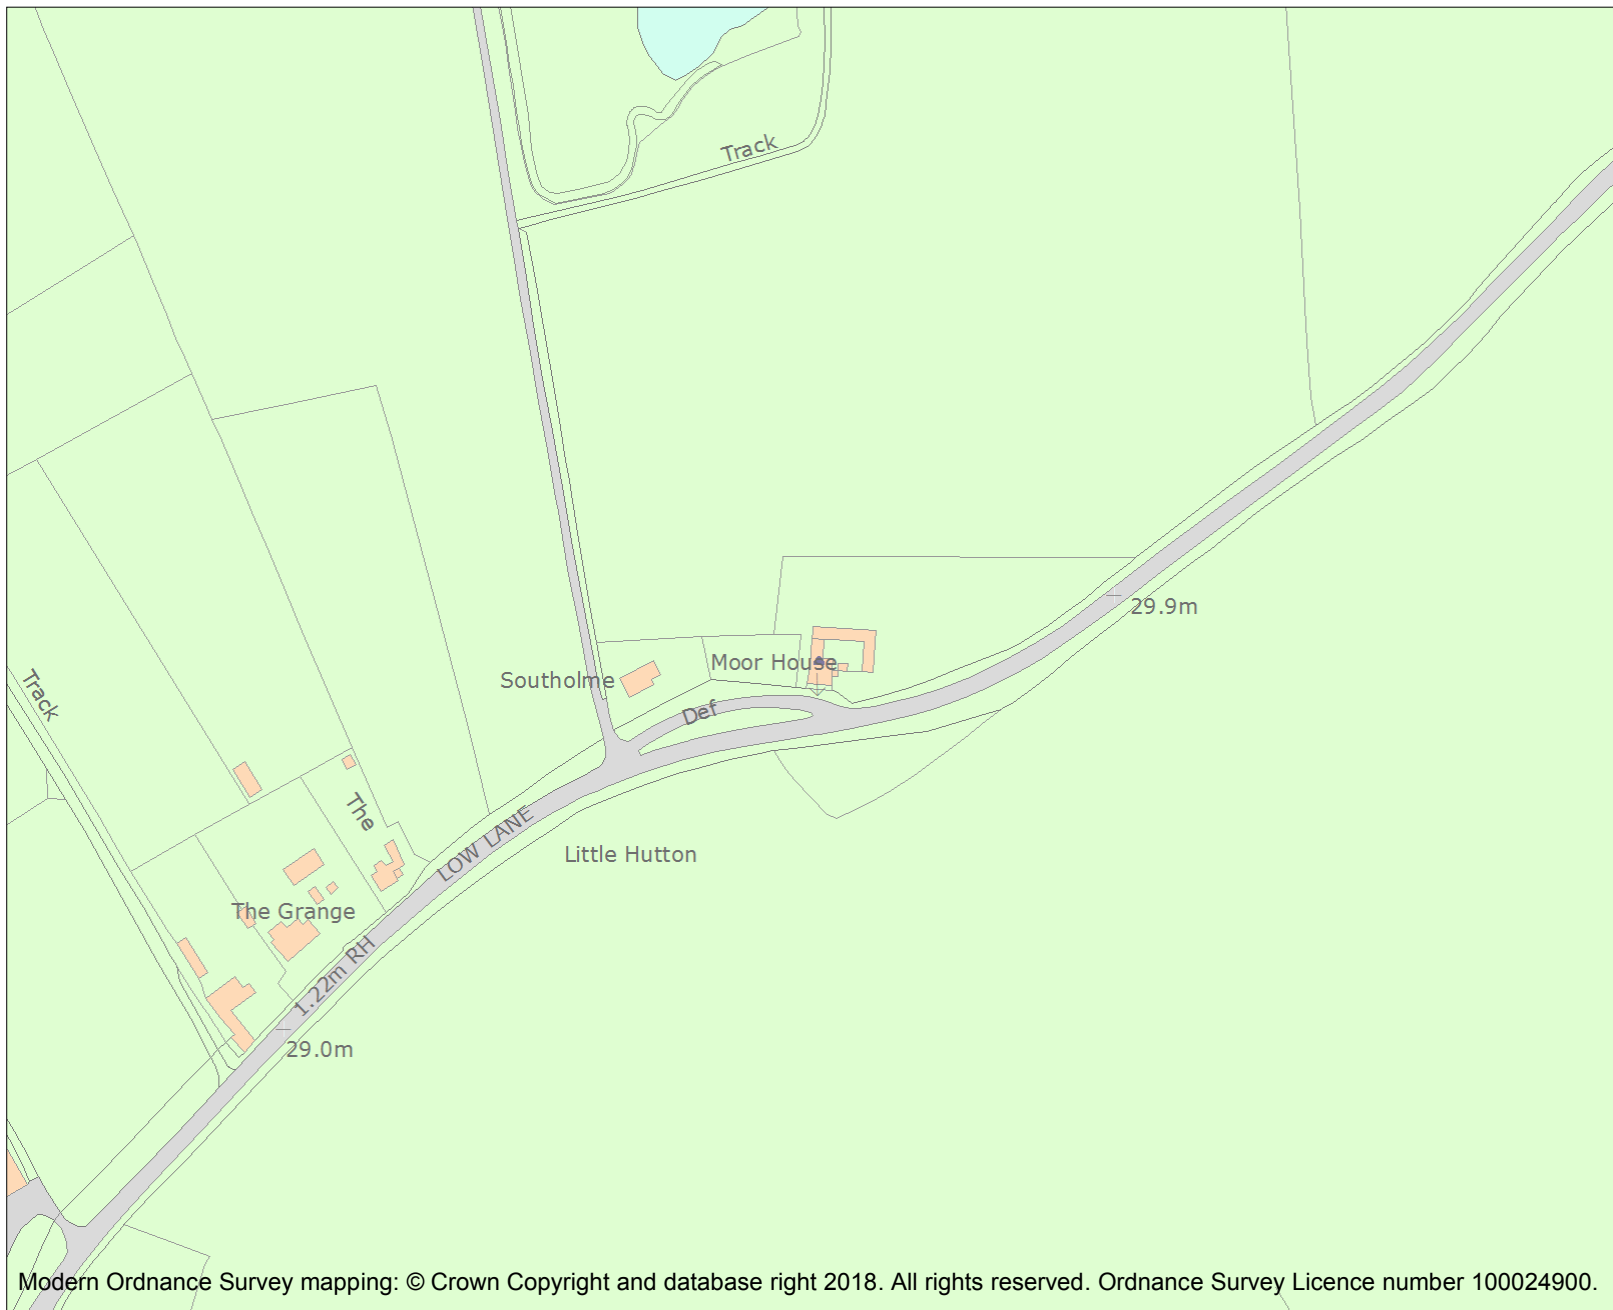 Track
29.9m
Moor House
Southolme
Track
Def
The
LOW LANE
Little Hutton
The Grange
1.22m RH
29.0m
Modern Ordnance Survey mapping: © Crown Copyright and database right 2018. All rights reserved. Ordnance Survey Licence number 100024900.